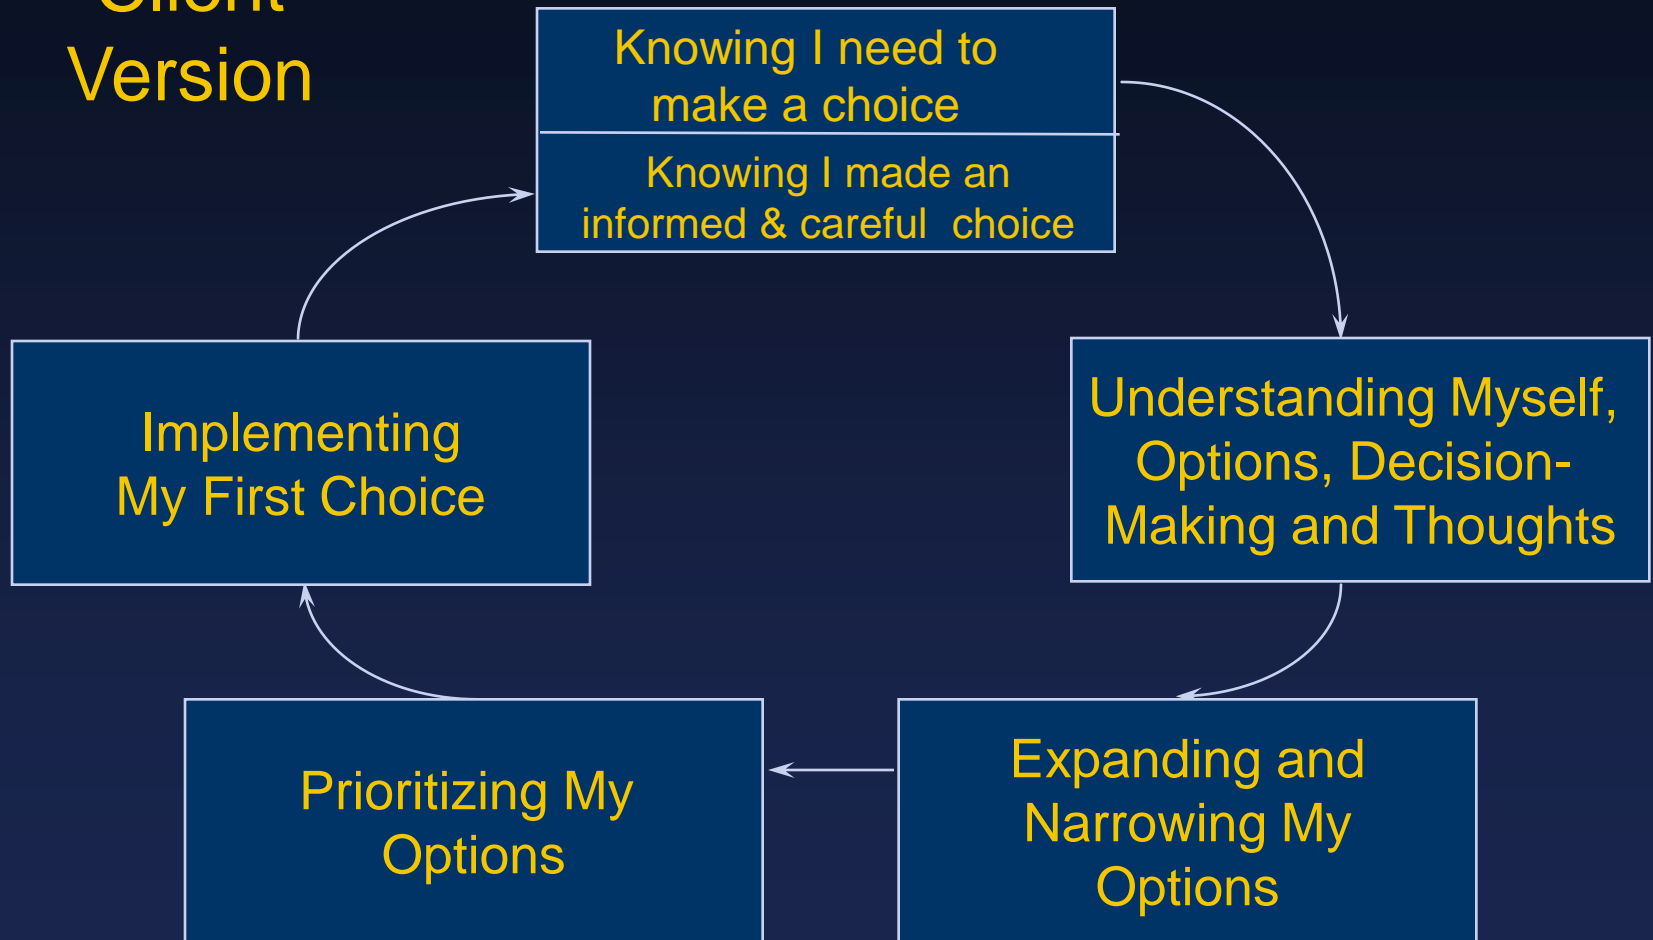 Client
Version
Knowing I need to
make a choice
Knowing I made an
informed & careful choice
Understanding Myself,
Options, Decision-
Making and Thoughts
Expanding and
Narrowing My
Options
Prioritizing My
Options
Implementing
My First Choice